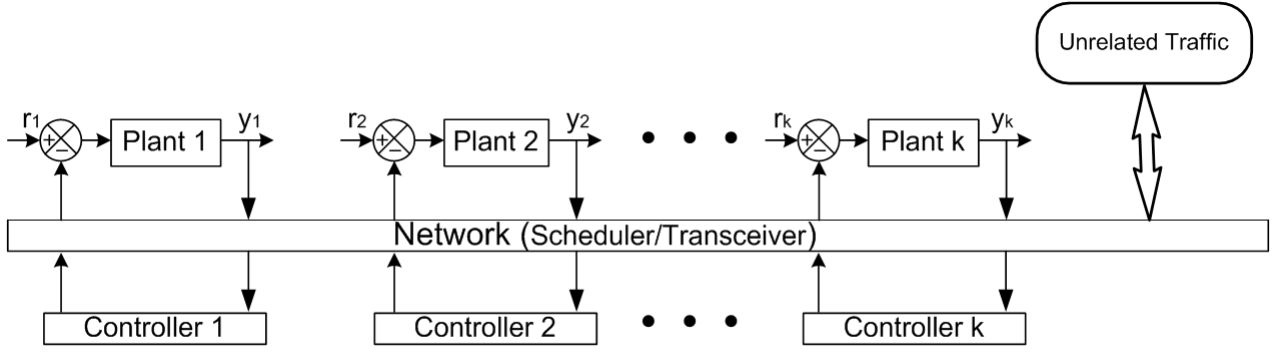 Unrelated Traffic
r1
+
−
Plant 1
y1
r2
+
−
Plant 2
y2
rk
+
−
Plant k
yk
Network (Scheduler/Transceiver)
Controller 1
Controller 2
Controller k